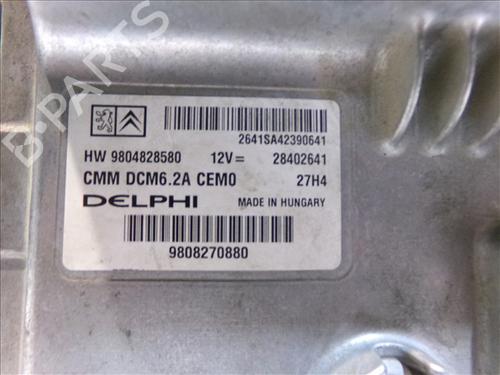 B-PARTS
2641SA42390641
HW 9804828580 12V= 28402641
CMM DCM6.2A CEM0 27H4
DELPHI MADE IN HUNGARY
9808270880